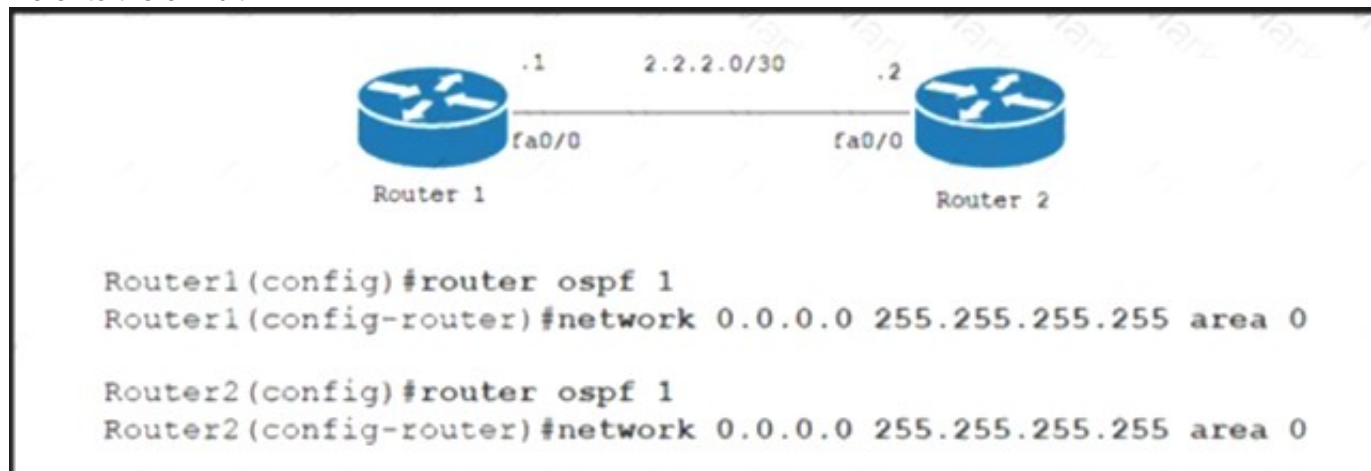 .1 2.2.2.0/30 .2
fa0/0 fa0/0
Router 1 Router 2
Router1(config)#router ospf 1
Router1(config-router)#network 0.0.0.0 255.255.255.255 area 0
Router2(config)#router ospf 1
Router2(config-router)#network 0.0.0.0 255.255.255.255 area 0